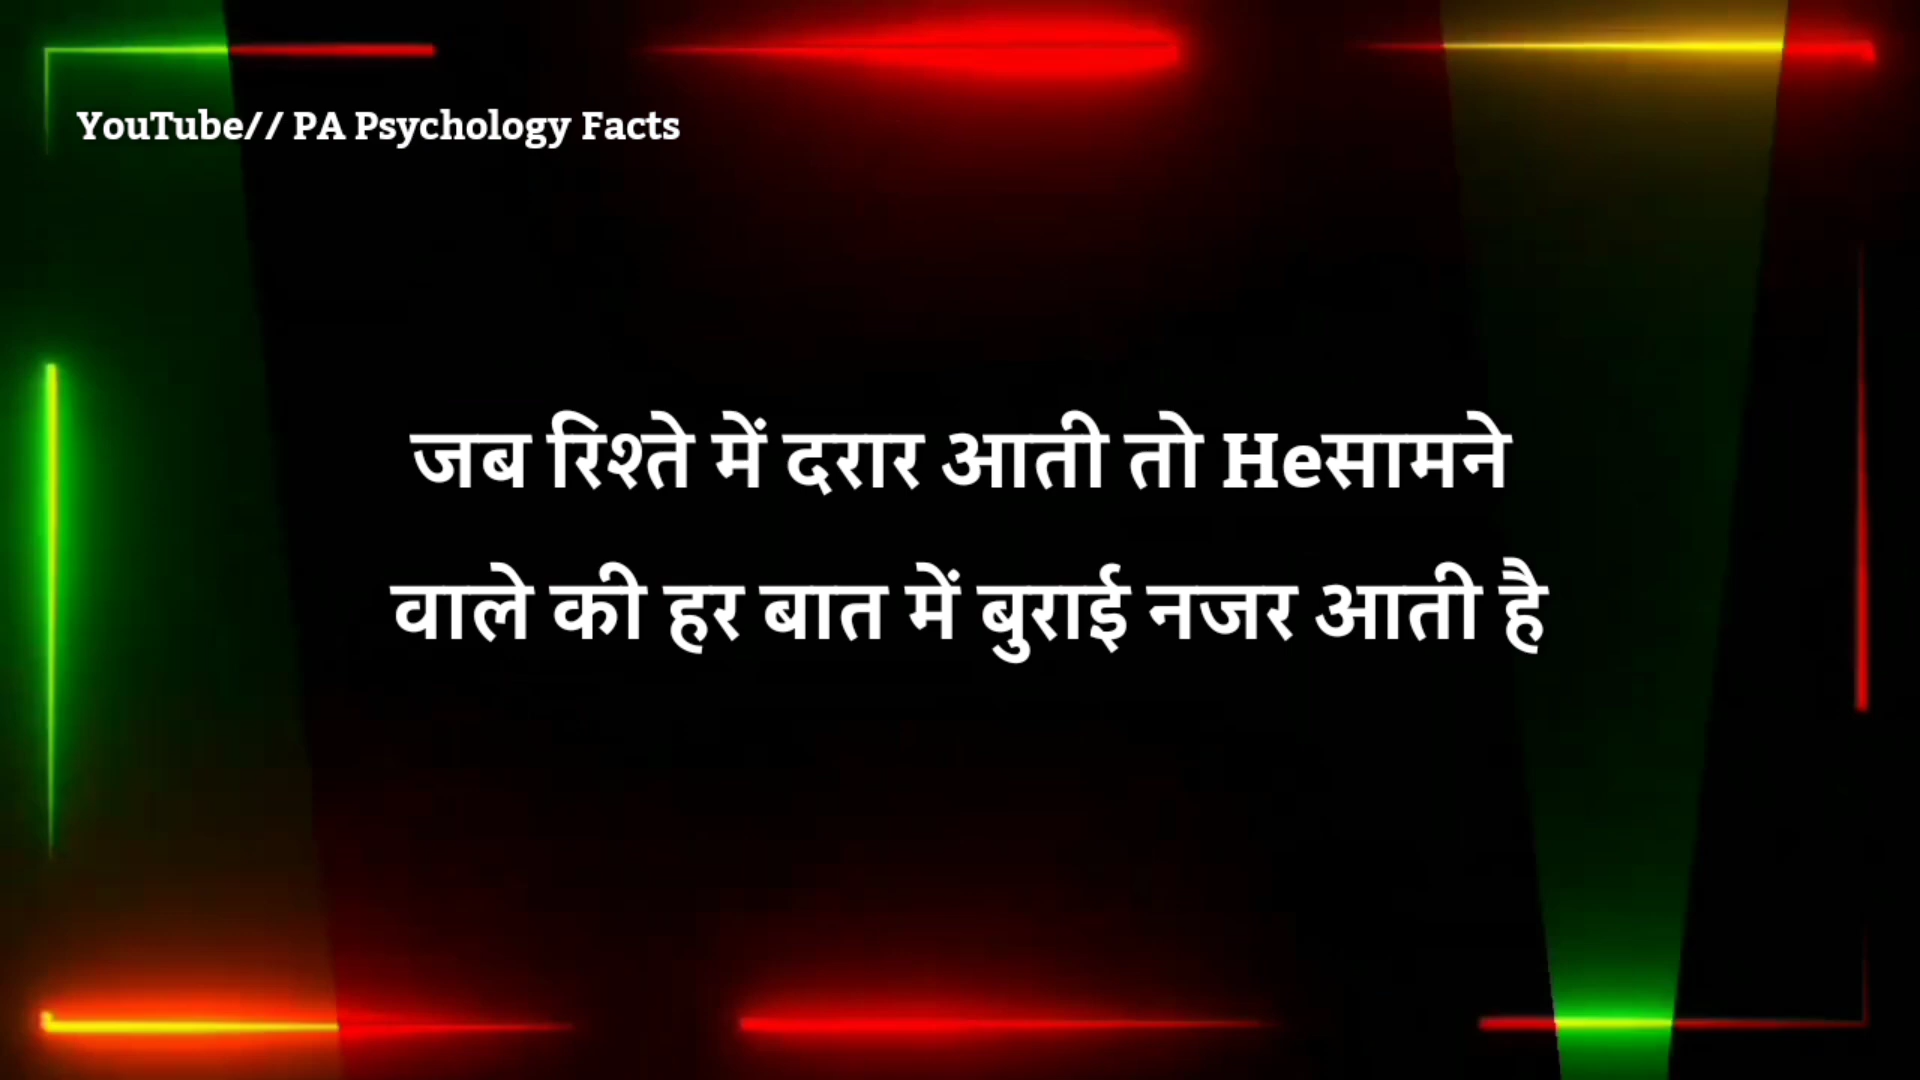 YouTube// PA Psychology Facts
जब रिश्ते में दरार आती तो Heसामने
वाले की हर बात में बुराई नजर आती है